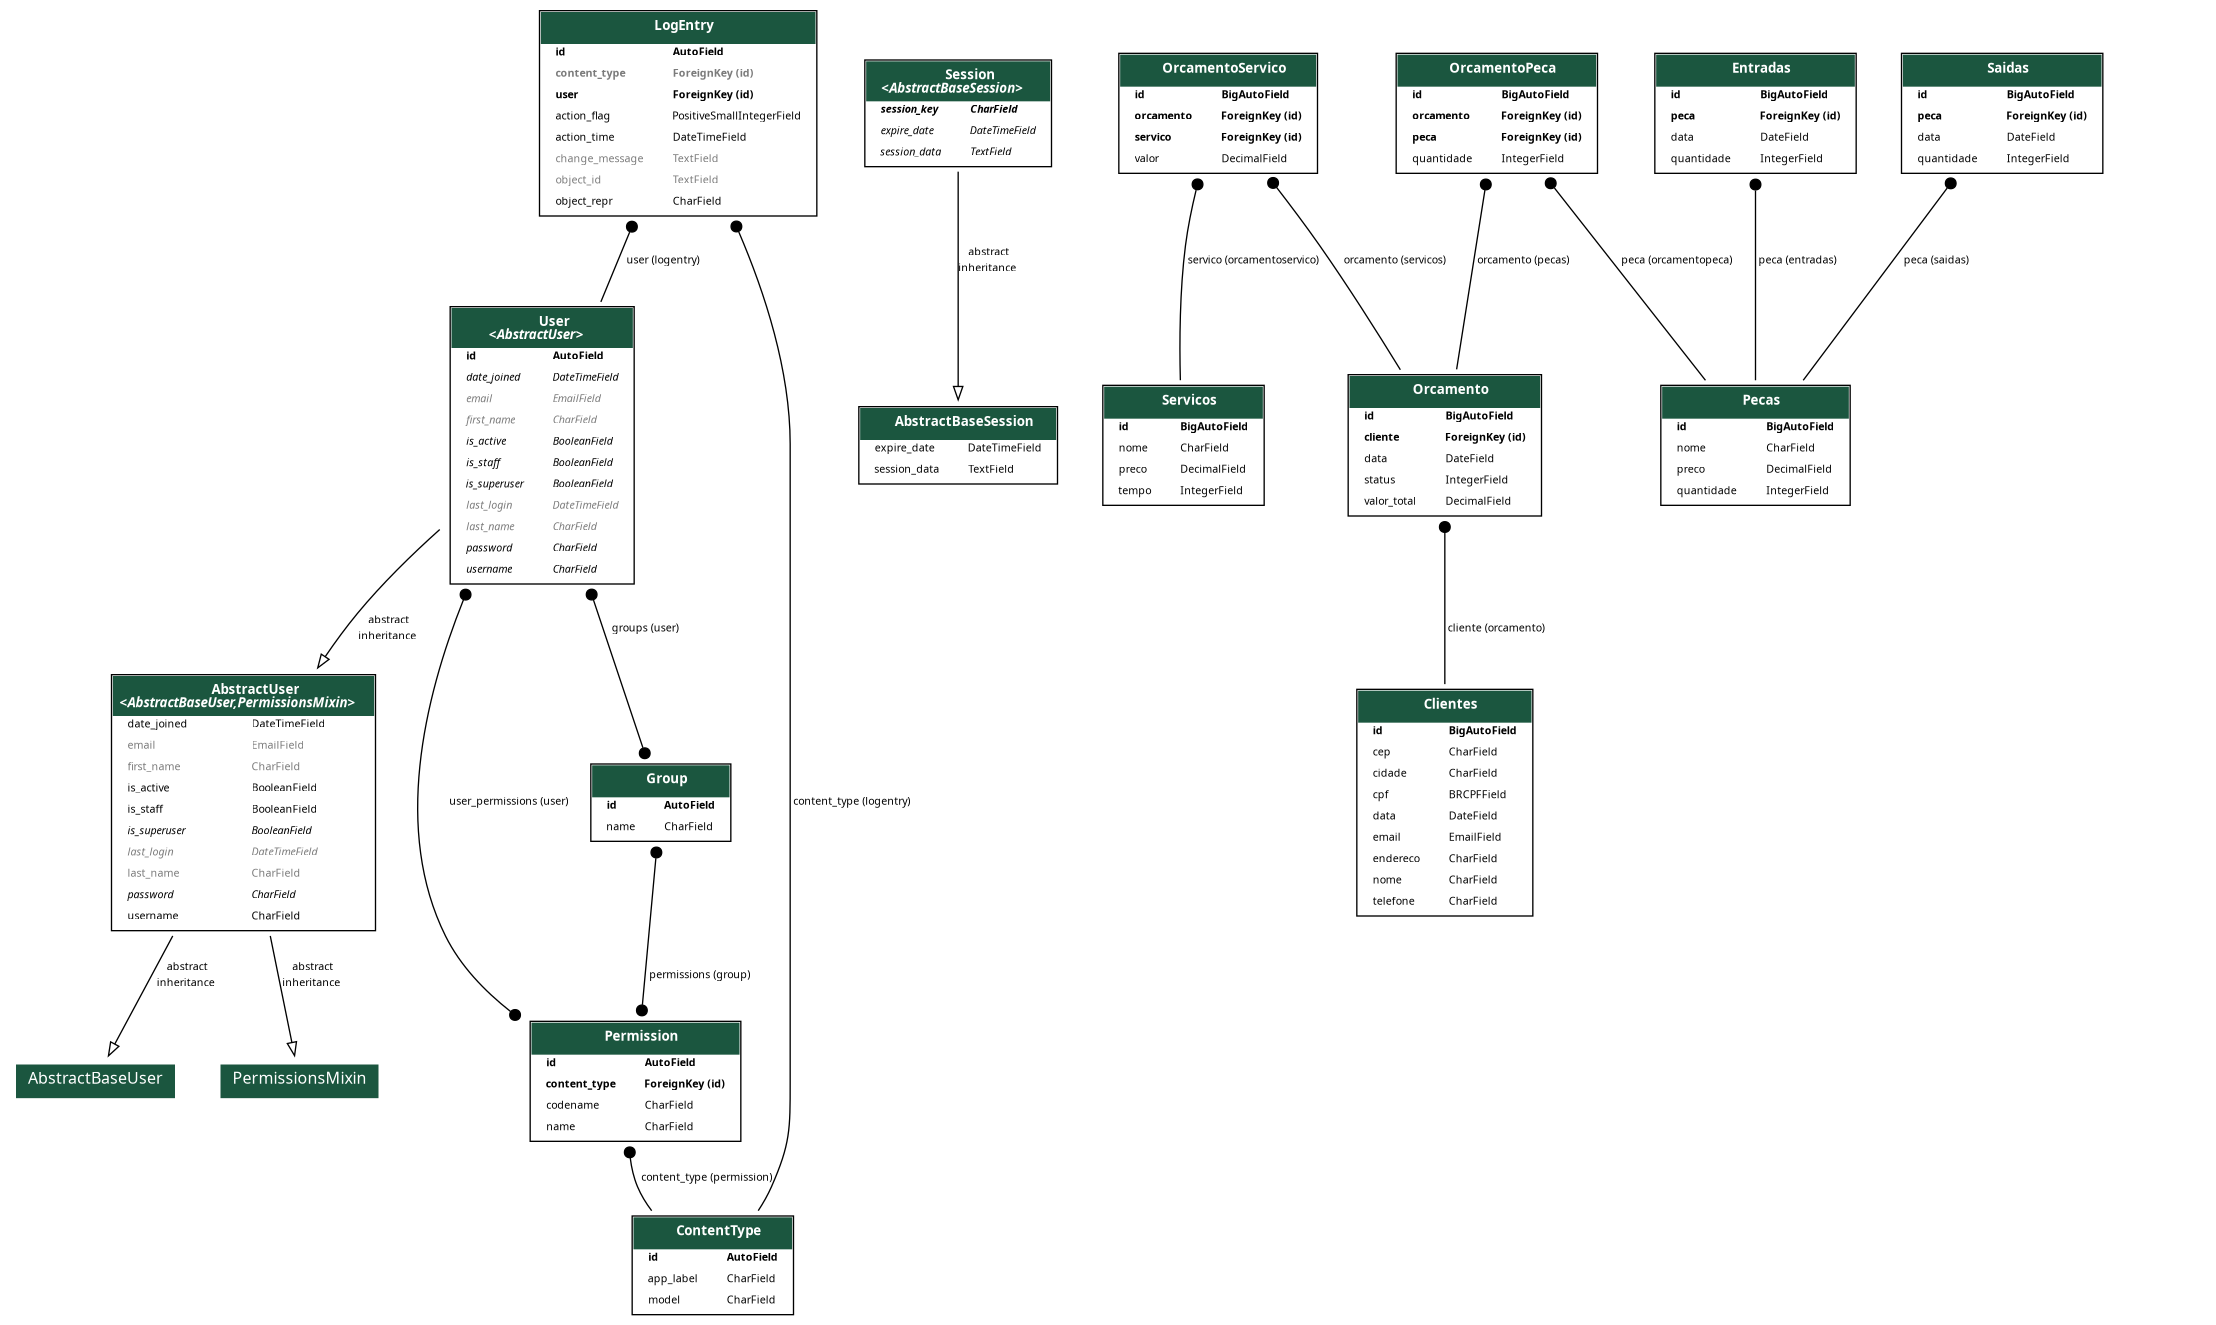 LogEntry
id AutoField
content_type ForeignKey (id)
user ForeignKey (id)
action_flag PositiveSmallIntegerField
action_time DateTimeField
change_message TextField
object_id TextField
object_repr CharField
Session
<AbstractBaseSession>
session_key CharField
expire_date DateTimeField
session_data TextField
OrcamentoServico
id BigAutoField
orcamento ForeignKey (id)
servico ForeignKey (id)
valor DecimalField
OrcamentoPeca
id BigAutoField
orcamento ForeignKey (id)
peca ForeignKey (id)
quantidade IntegerField
Entradas
id BigAutoField
peca ForeignKey (id)
data DateField
quantidade IntegerField
Saidas
id BigAutoField
peca ForeignKey (id)
data DateField
quantidade IntegerField
user (logentry)
abstract
inheritance
servico (orcamentoservico)
orcamento (servicos)
orcamento (pecas)
peca (orcamentopeca)
peca (entradas)
peca (saidas)
User
<AbstractUser>
id AutoField
date_joined DateTimeField
email EmailField
first_name CharField
is_active BooleanField
is_staff BooleanField
is_superuser BooleanField
last_login DateTimeField
last_name CharField
password CharField
username CharField
AbstractBaseSession
expire_date DateTimeField
session_data TextField
Servicos
id BigAutoField
nome CharField
preco DecimalField
tempo IntegerField
Orcamento
id BigAutoField
cliente ForeignKey (id)
data DateField
status IntegerField
valor_total DecimalField
Pecas
id BigAutoField
nome CharField
preco DecimalField
quantidade IntegerField
abstract
inheritance
groups (user)
cliente (orcamento)
AbstractUser
<AbstractBaseUser,PermissionsMixin>
date_joined DateTimeField
email EmailField
first_name CharField
is_active BooleanField
is_staff BooleanField
is_superuser BooleanField
last_login DateTimeField
last_name CharField
password CharField
username CharField
user_permissions (user)
Group
id AutoField
name CharField
content_type (logentry)
Clientes
id BigAutoField
cep CharField
cidade CharField
cpf BRCPFField
data DateField
email EmailField
endereco CharField
nome CharField
telefone CharField
abstract
inheritance
abstract
inheritance
permissions (group)
AbstractBaseUser
PermissionsMixin
Permission
id AutoField
content_type ForeignKey (id)
codename CharField
name CharField
content_type (permission)
ContentType
id AutoField
app_label CharField
model CharField